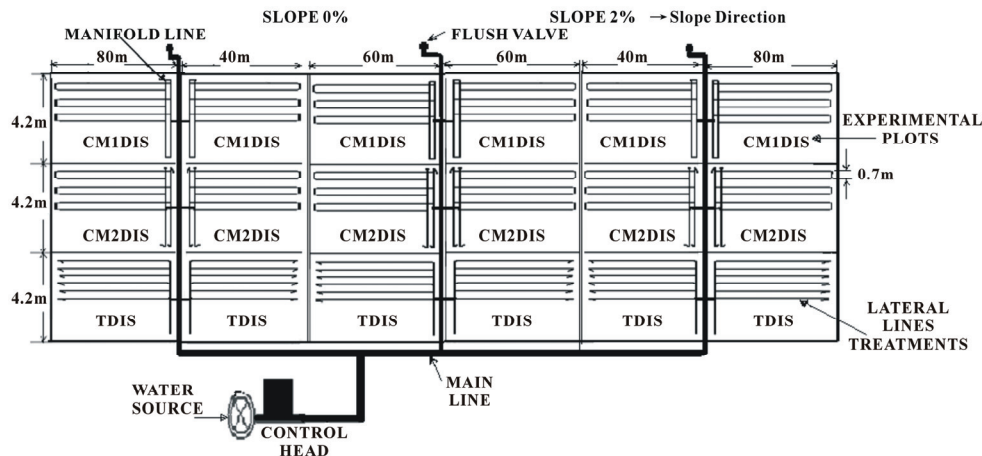 SLOPE 0%
SLOPE 2% → Slope Direction
MANIFOLD LINE
FLUSH VALVE
80m 40m 60m 60m 40m 80m
4.2m
CM1DIS CM1DIS CM1DIS CM1DIS CM1DIS CM1DIS
EXPERIMENTAL
PLOTS
0.7m
4.2m
CM2DIS CM2DIS CM2DIS CM2DIS CM2DIS CM2DIS
4.2m
TDIS TDIS TDIS TDIS TDIS TDIS
LATERAL
LINES
TREATMENTS
WATER
SOURCE
MAIN
LINE
CONTROL
HEAD